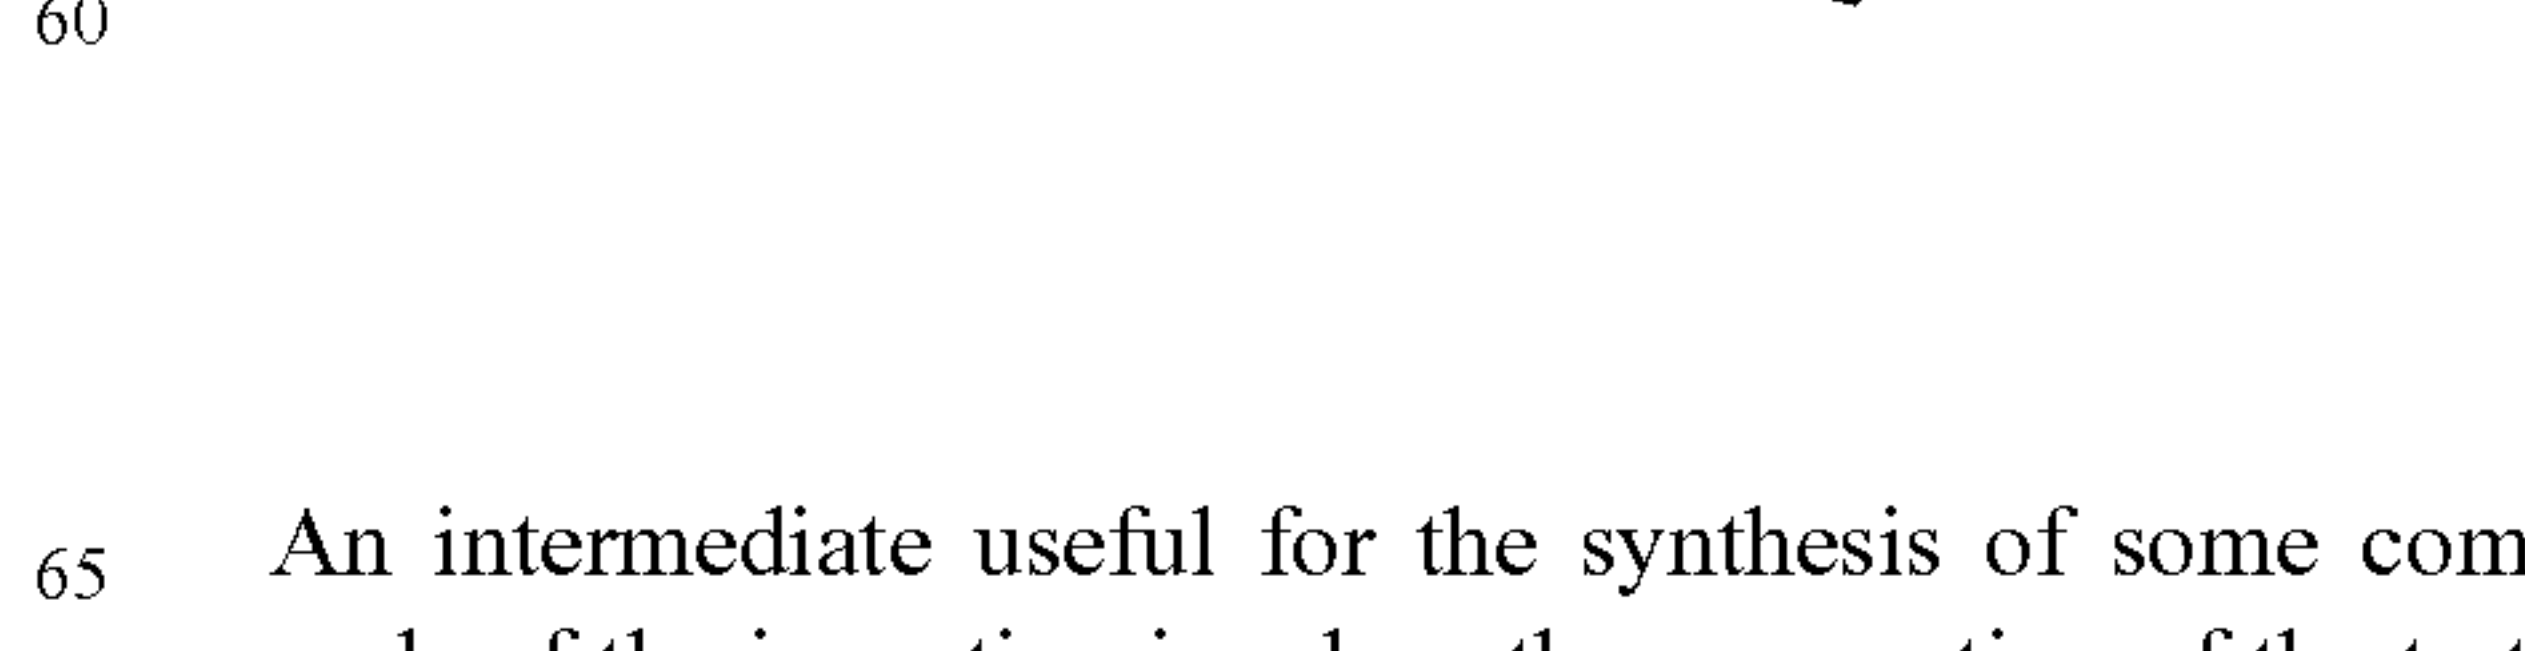 60
65 An intermediate useful for the synthesis of some com